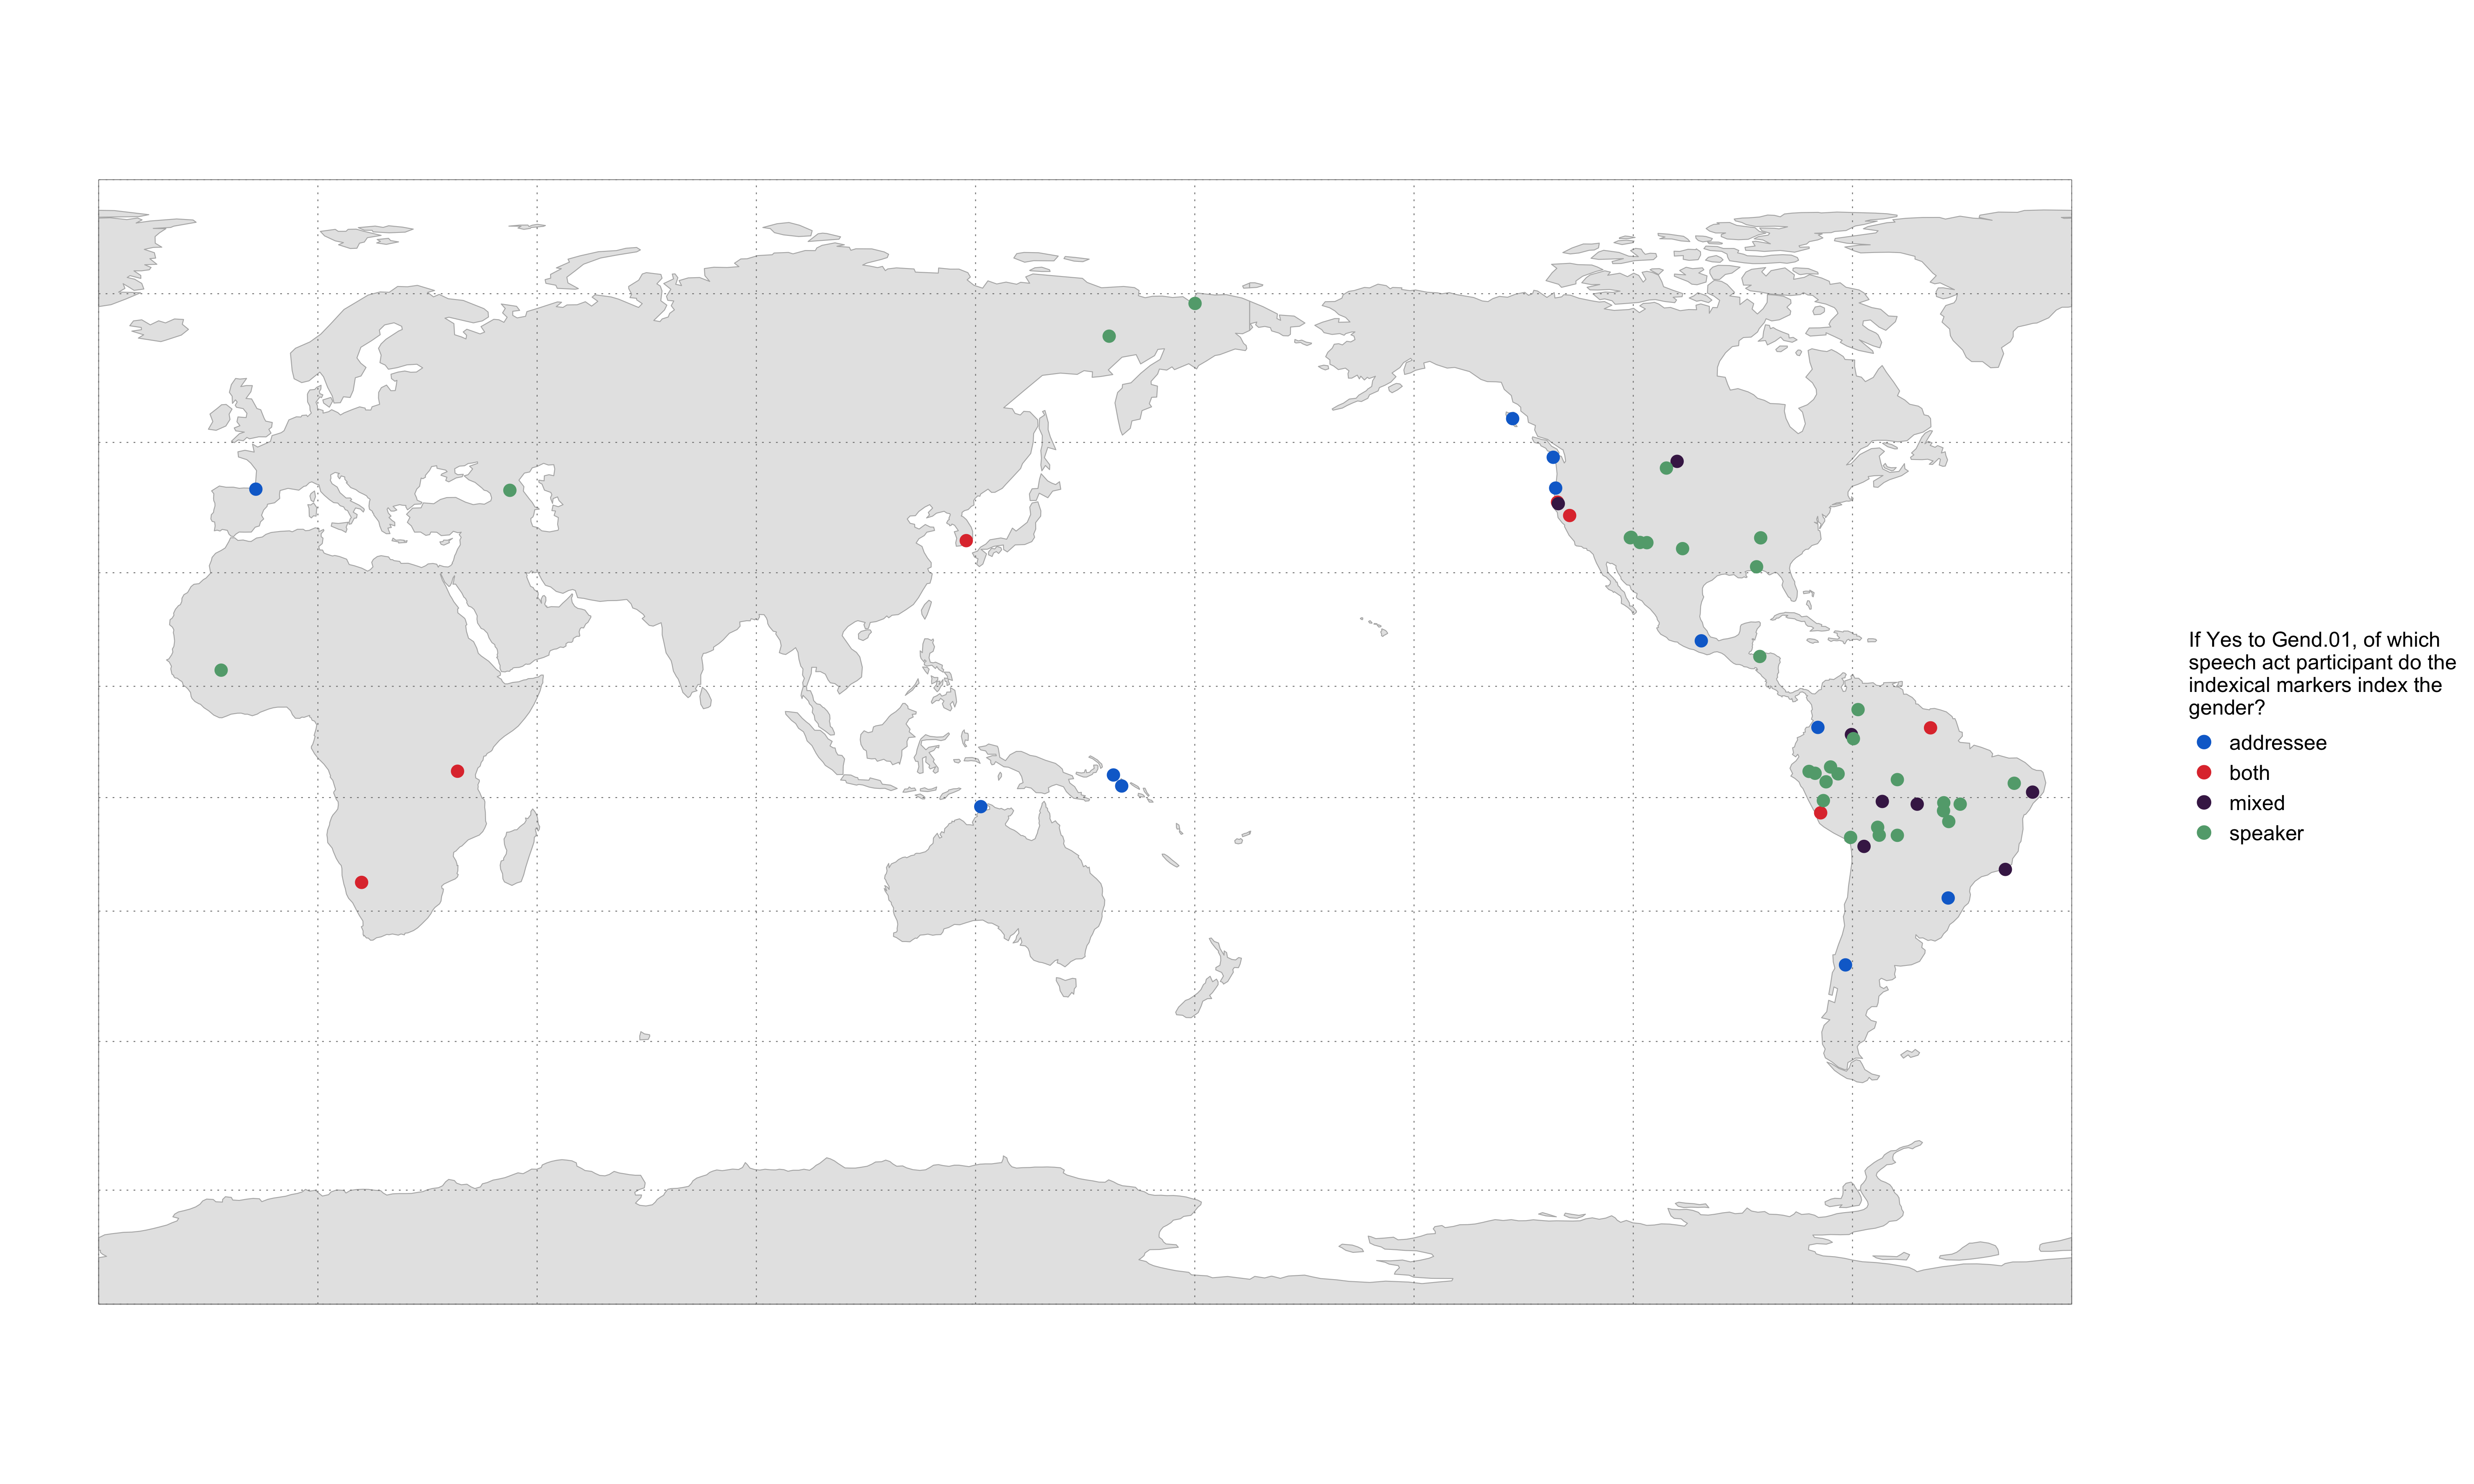 If Yes to Gend.01, of which
speech act participant do the
indexical markers index the
gender?
addressee
both
mixed
speaker